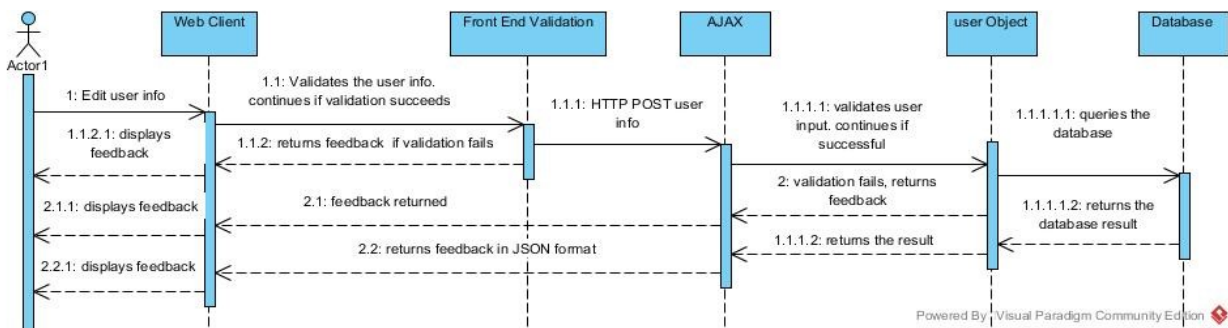 Web Client
Front End Validation
AJAX
user Object
Database
Actor1
1: Edit user info
1.1: Validates the user info.
continues if validation succeeds
1.1.1: HTTP POST user
info
1.1.1.1: validates user
input. continues if
successful
1.1.1.1.1: queries the
database
1.1.2.1: displays
feedback
1.1.2: returns feedback if validation fails
2: validation fails, returns
feedback
1.1.1.1.2: returns the
database result
2.1.1: displays feedback
2.1: feedback returned
1.1.1.2: returns the result
2.2: returns feedback in JSON format
2.2.1: displays feedback
Powered By Visual Paradigm Community Edition